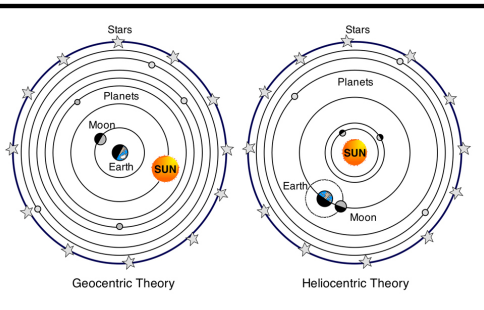 Stars
Planets
Moon
Earth
SUN
Geocentric Theory
Stars
Planets
SUN
Earth
Moon
Heliocentric Theory